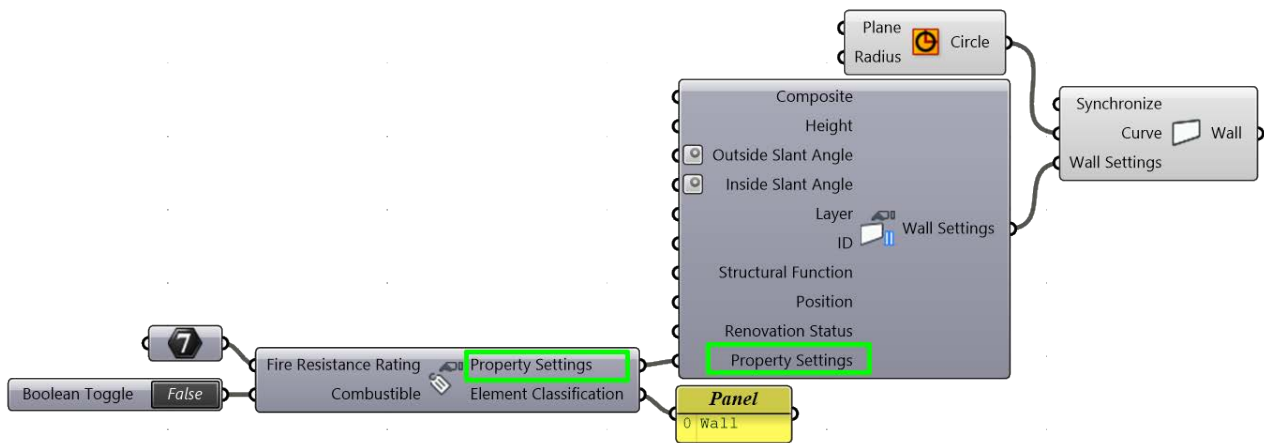 Plane
Radius
Circle
Composite
Height
Outside Slant Angle
Inside Slant Angle
Layer
ID
Structural Function
Position
Renovation Status
Property Settings
Wall Settings
Synchronize
Curve
Wall Settings
Wall
7
Boolean Toggle False
Fire Resistance Rating
Combustible
Property Settings
Element Classification
Panel
0 Wall